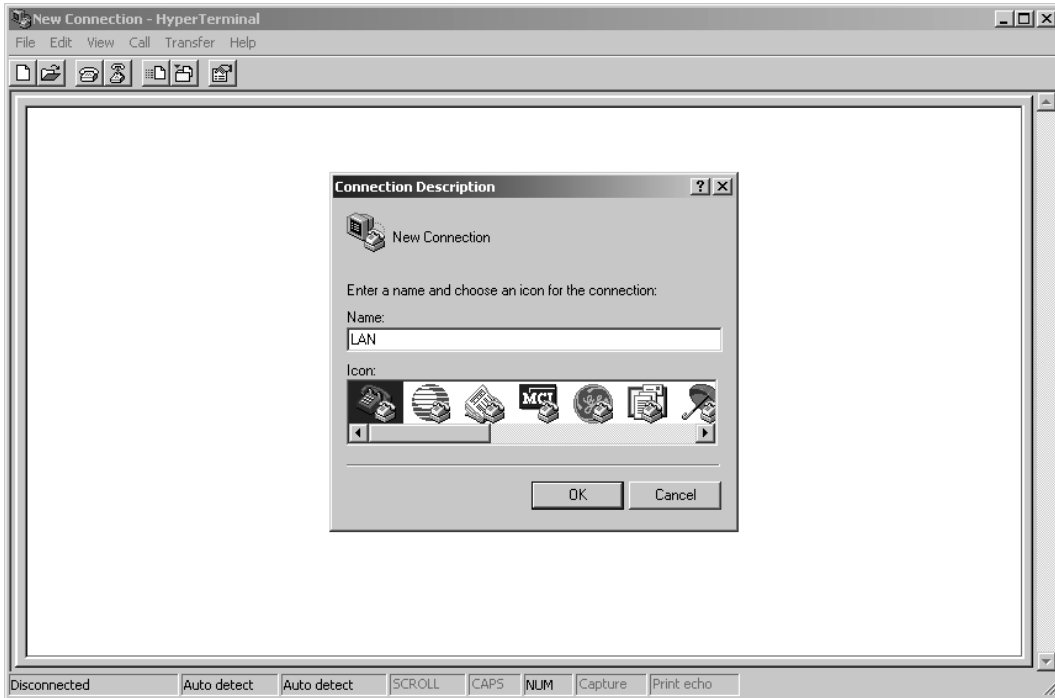 New Connection - HyperTerminal
File Edit View Call Transfer Help
Connection Description
New Connection
Enter a name and choose an icon for the connection:
Name:
LAN
Icon:
MCI
OK Cancel
Disconnected Auto detect Auto detect SCROLL CAPS NUM Capture Print echo